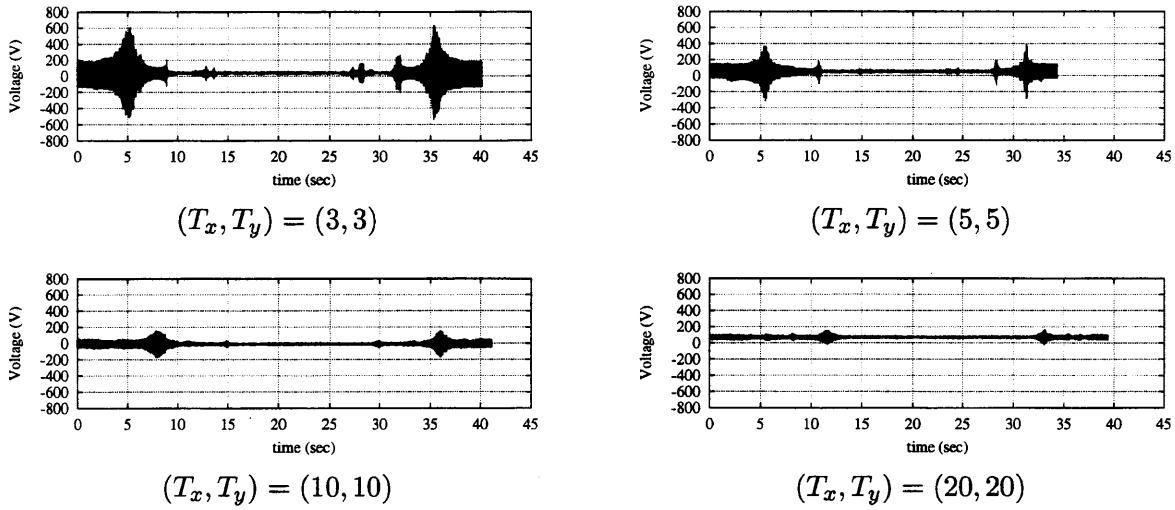 800
600
400
200
0
-200
-400
-600
-800
Voltage (V)
0 5 10 15 20 25 30 35 40 45
time (sec)
(T_x, T_y) = (3, 3)
800
600
400
200
0
-200
-400
-600
-800
Voltage (V)
0 5 10 15 20 25 30 35 40 45
time (sec)
(T_x, T_y) = (5, 5)
800
600
400
200
0
-200
-400
-600
-800
Voltage (V)
0 5 10 15 20 25 30 35 40 45
time (sec)
(T_x, T_y) = (10, 10)
800
600
400
200
0
-200
-400
-600
-800
Voltage (V)
0 5 10 15 20 25 30 35 40 45
time (sec)
(T_x, T_y) = (20, 20)